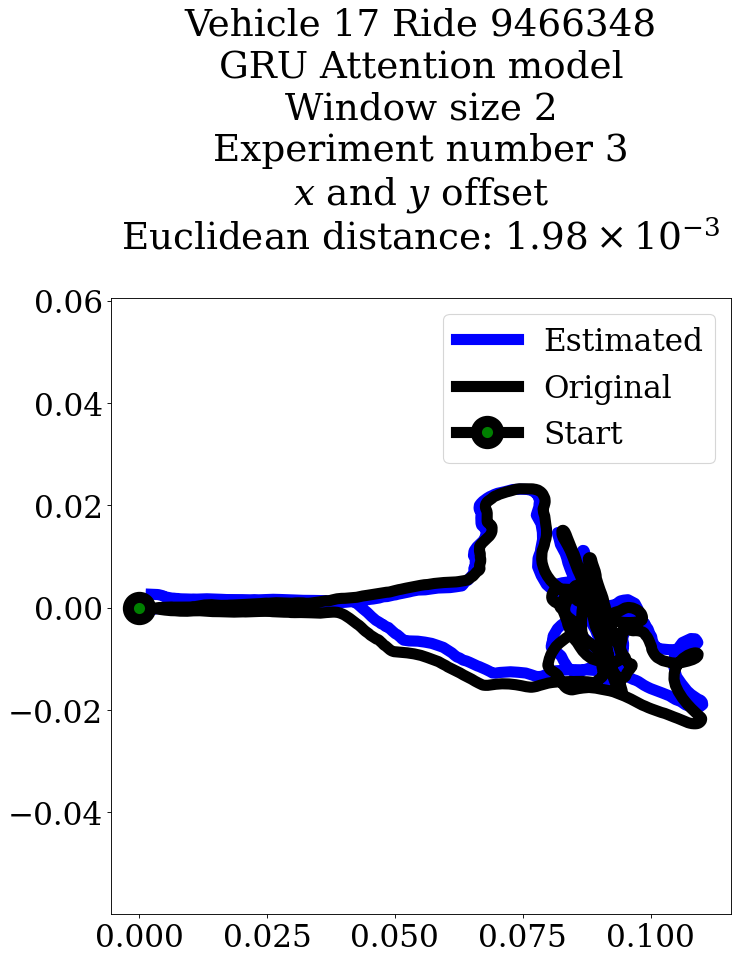 Vehicle 17 Ride 9466348
GRU Attention model
Window size 2
Experiment number 3
x and y offset
Euclidean distance: 1.98 × 10⁻³
0.06
Estimated
Original
Start
0.04
0.02
0.00
−0.02
−0.04
0.000 0.025 0.050 0.075 0.100